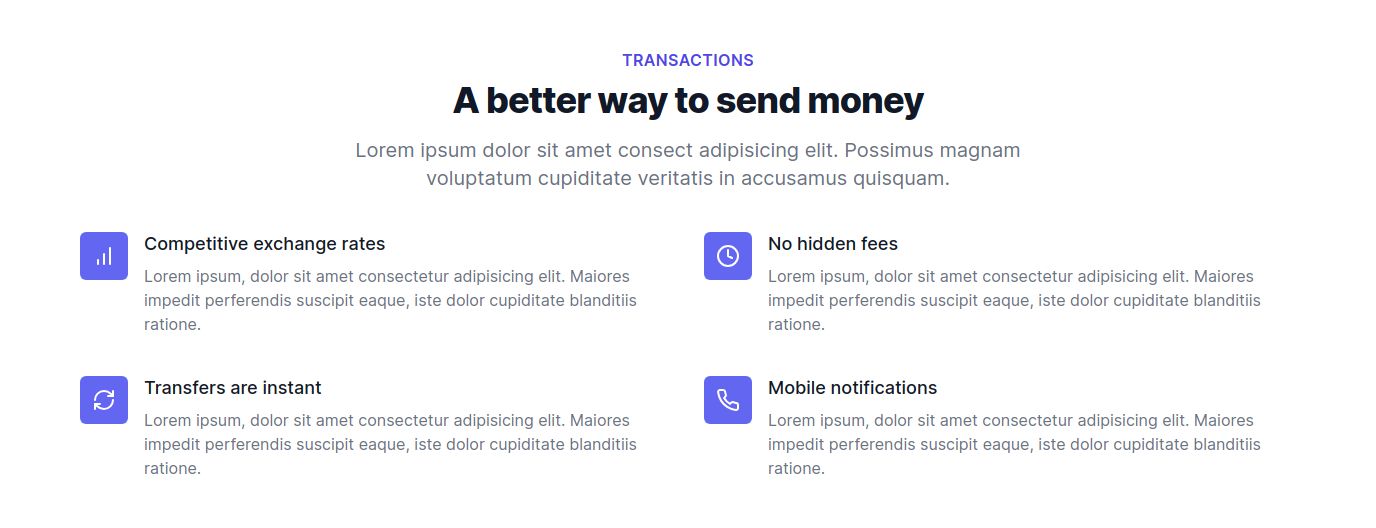 TRANSACTIONS
A better way to send money
Lorem ipsum dolor sit amet consect adipisicing elit. Possimus magnam
voluptatum cupiditate veritatis in accusamus quisquam.
Competitive exchange rates
Lorem ipsum, dolor sit amet consectetur adipisicing elit. Maiores
impedit perferendis suscipit eaque, iste dolor cupiditate blanditiis
ratione.
No hidden fees
Lorem ipsum, dolor sit amet consectetur adipisicing elit. Maiores
impedit perferendis suscipit eaque, iste dolor cupiditate blanditiis
ratione.
Transfers are instant
Lorem ipsum, dolor sit amet consectetur adipisicing elit. Maiores
impedit perferendis suscipit eaque, iste dolor cupiditate blanditiis
ratione.
Mobile notifications
Lorem ipsum, dolor sit amet consectetur adipisicing elit. Maiores
impedit perferendis suscipit eaque, iste dolor cupiditate blanditiis
ratione.